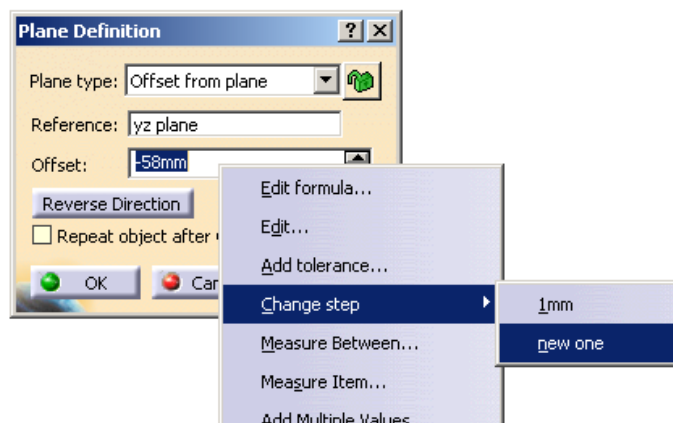 Plane Definition
Plane type: Offset from plane
Reference: yz plane
Offset: -58mm
Reverse Direction
Repeat object after
OK
Edit formula...
Edit...
Add tolerance...
Change step
Measure Between...
Measure Item...
Add Multiple Values
1mm
new one